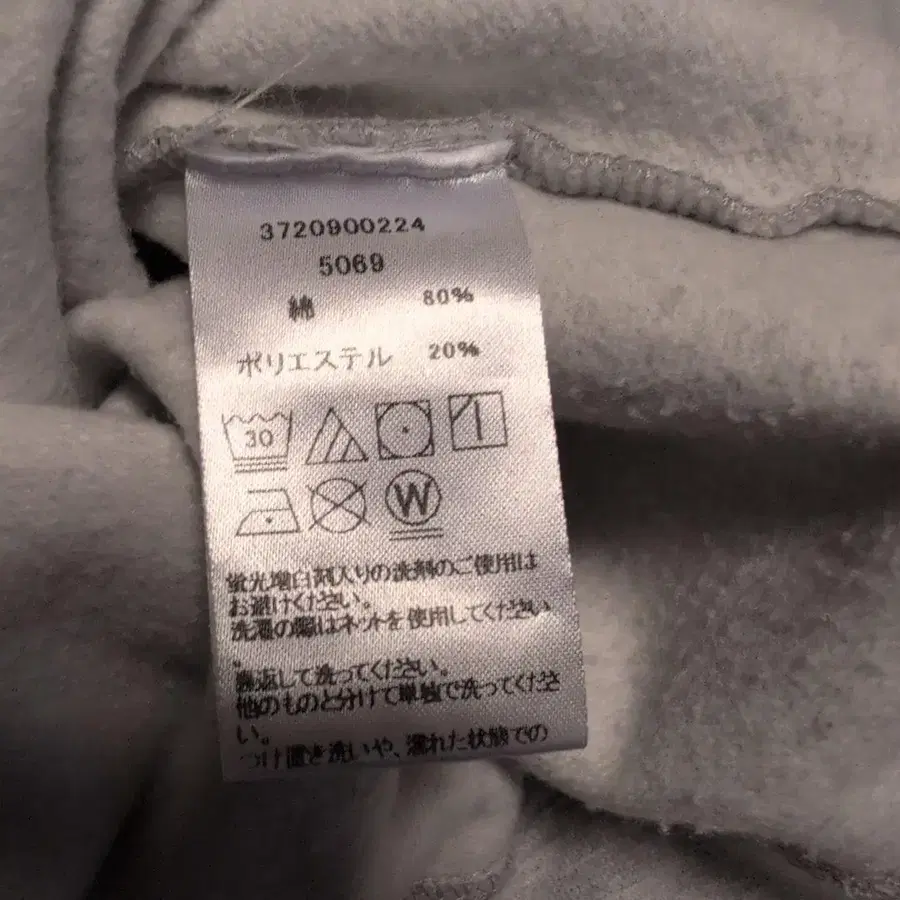 3720900224
5069
綿 80%
ポリエステル 20%
30
W
蛍光増白剤入りの洗剤のご使用は
お避けください。
洗濯の際はネットを使用してください
。
裏返して洗ってください。
他のものと分けて単独で洗ってくださ
い。
つけ置き洗いや、濡れた状態での